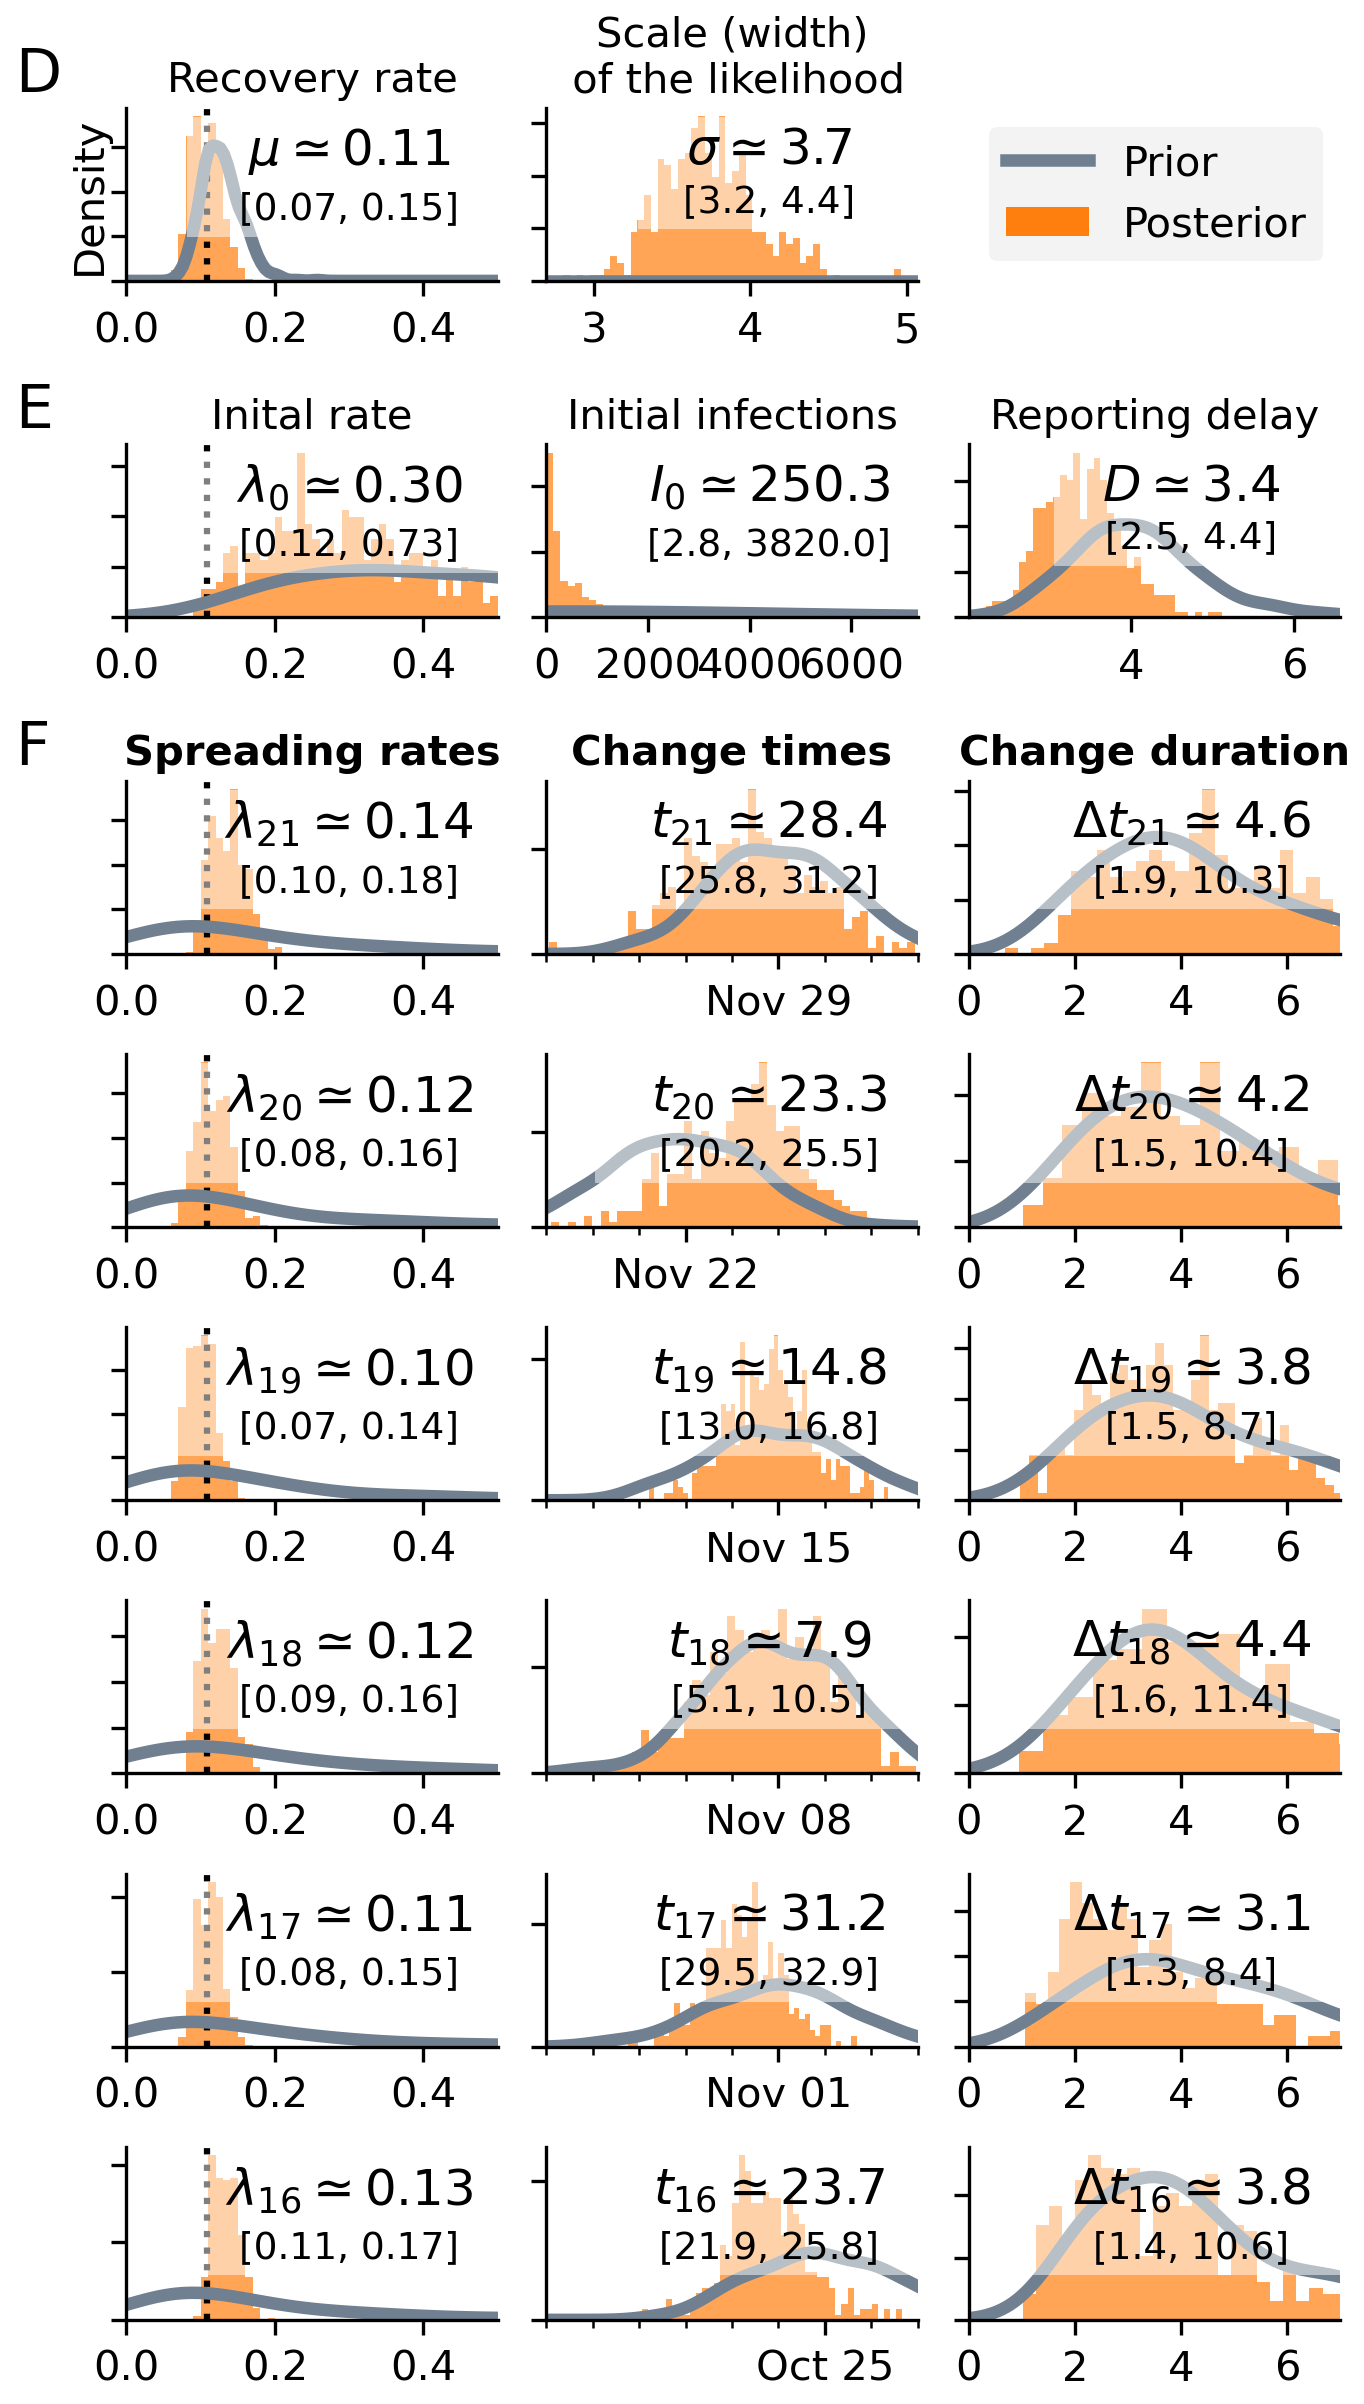 D
Recovery rate
Scale (width)
of the likelihood
Density
μ ≃ 0.11
[0.07, 0.15]
0.0 0.2 0.4
σ ≃ 3.7
[3.2, 4.4]
3 4 5
Prior
Posterior
E
Inital rate
λ0 ≃ 0.30
[0.12, 0.73]
0.0 0.2 0.4
Initial infections
I0 ≃ 250.3
[2.8, 3820.0]
0 2000 4000 6000
Reporting delay
D ≃ 3.4
[2.5, 4.4]
4 6
F
Spreading rates
Change times
Change duration
λ21 ≃ 0.14
[0.10, 0.18]
0.0 0.2 0.4
t21 ≃ 28.4
[25.8, 31.2]
Nov 29
Δt21 ≃ 4.6
[1.9, 10.3]
0 2 4 6
λ20 ≃ 0.12
[0.08, 0.16]
0.0 0.2 0.4
t20 ≃ 23.3
[20.2, 25.5]
Nov 22
Δt20 ≃ 4.2
[1.5, 10.4]
0 2 4 6
λ19 ≃ 0.10
[0.07, 0.14]
0.0 0.2 0.4
t19 ≃ 14.8
[13.0, 16.8]
Nov 15
Δt19 ≃ 3.8
[1.5, 8.7]
0 2 4 6
λ18 ≃ 0.12
[0.09, 0.16]
0.0 0.2 0.4
t18 ≃ 7.9
[5.1, 10.5]
Nov 08
Δt18 ≃ 4.4
[1.6, 11.4]
0 2 4 6
λ17 ≃ 0.11
[0.08, 0.15]
0.0 0.2 0.4
t17 ≃ 31.2
[29.5, 32.9]
Nov 01
Δt17 ≃ 3.1
[1.3, 8.4]
0 2 4 6
λ16 ≃ 0.13
[0.11, 0.17]
0.0 0.2 0.4
t16 ≃ 23.7
[21.9, 25.8]
Oct 25
Δt16 ≃ 3.8
[1.4, 10.6]
0 2 4 6